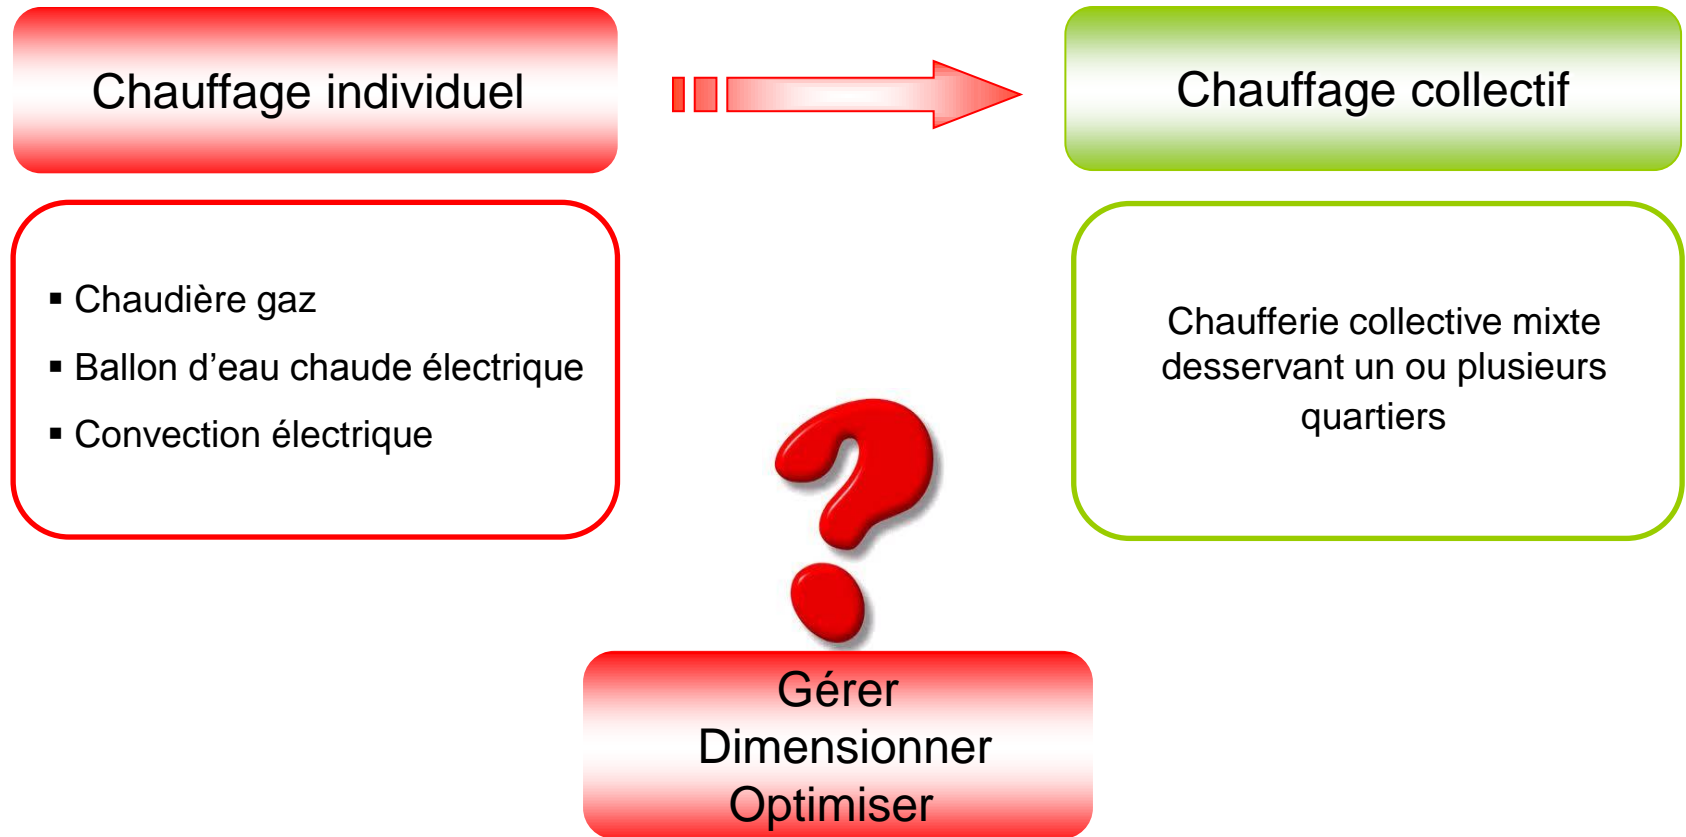 Chauffage individuel
Chauffage collectif
▪ Chaudière gaz
▪ Ballon d’eau chaude électrique
▪ Convection électrique
Chaufferie collective mixte
desservant un ou plusieurs
quartiers
?
Gérer
Dimensionner
Optimiser